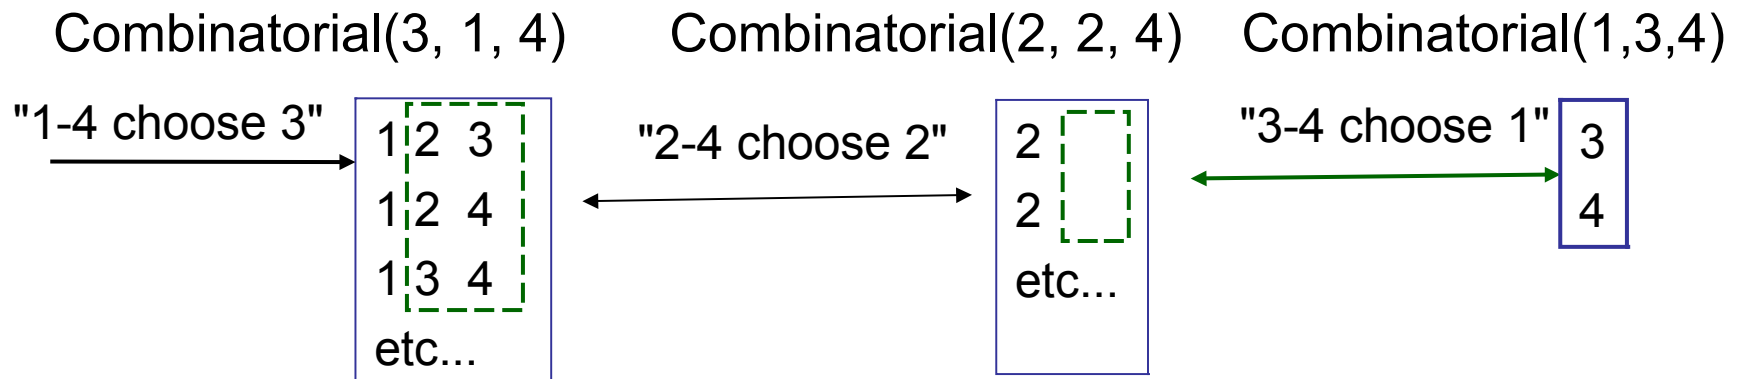 Combinatorial(3, 1, 4)
Combinatorial(2, 2, 4)
Combinatorial(1,3,4)
"1-4 choose 3"
1 2 3
1 2 4
1 3 4
etc...
"2-4 choose 2"
2
2
etc...
"3-4 choose 1"
3
4